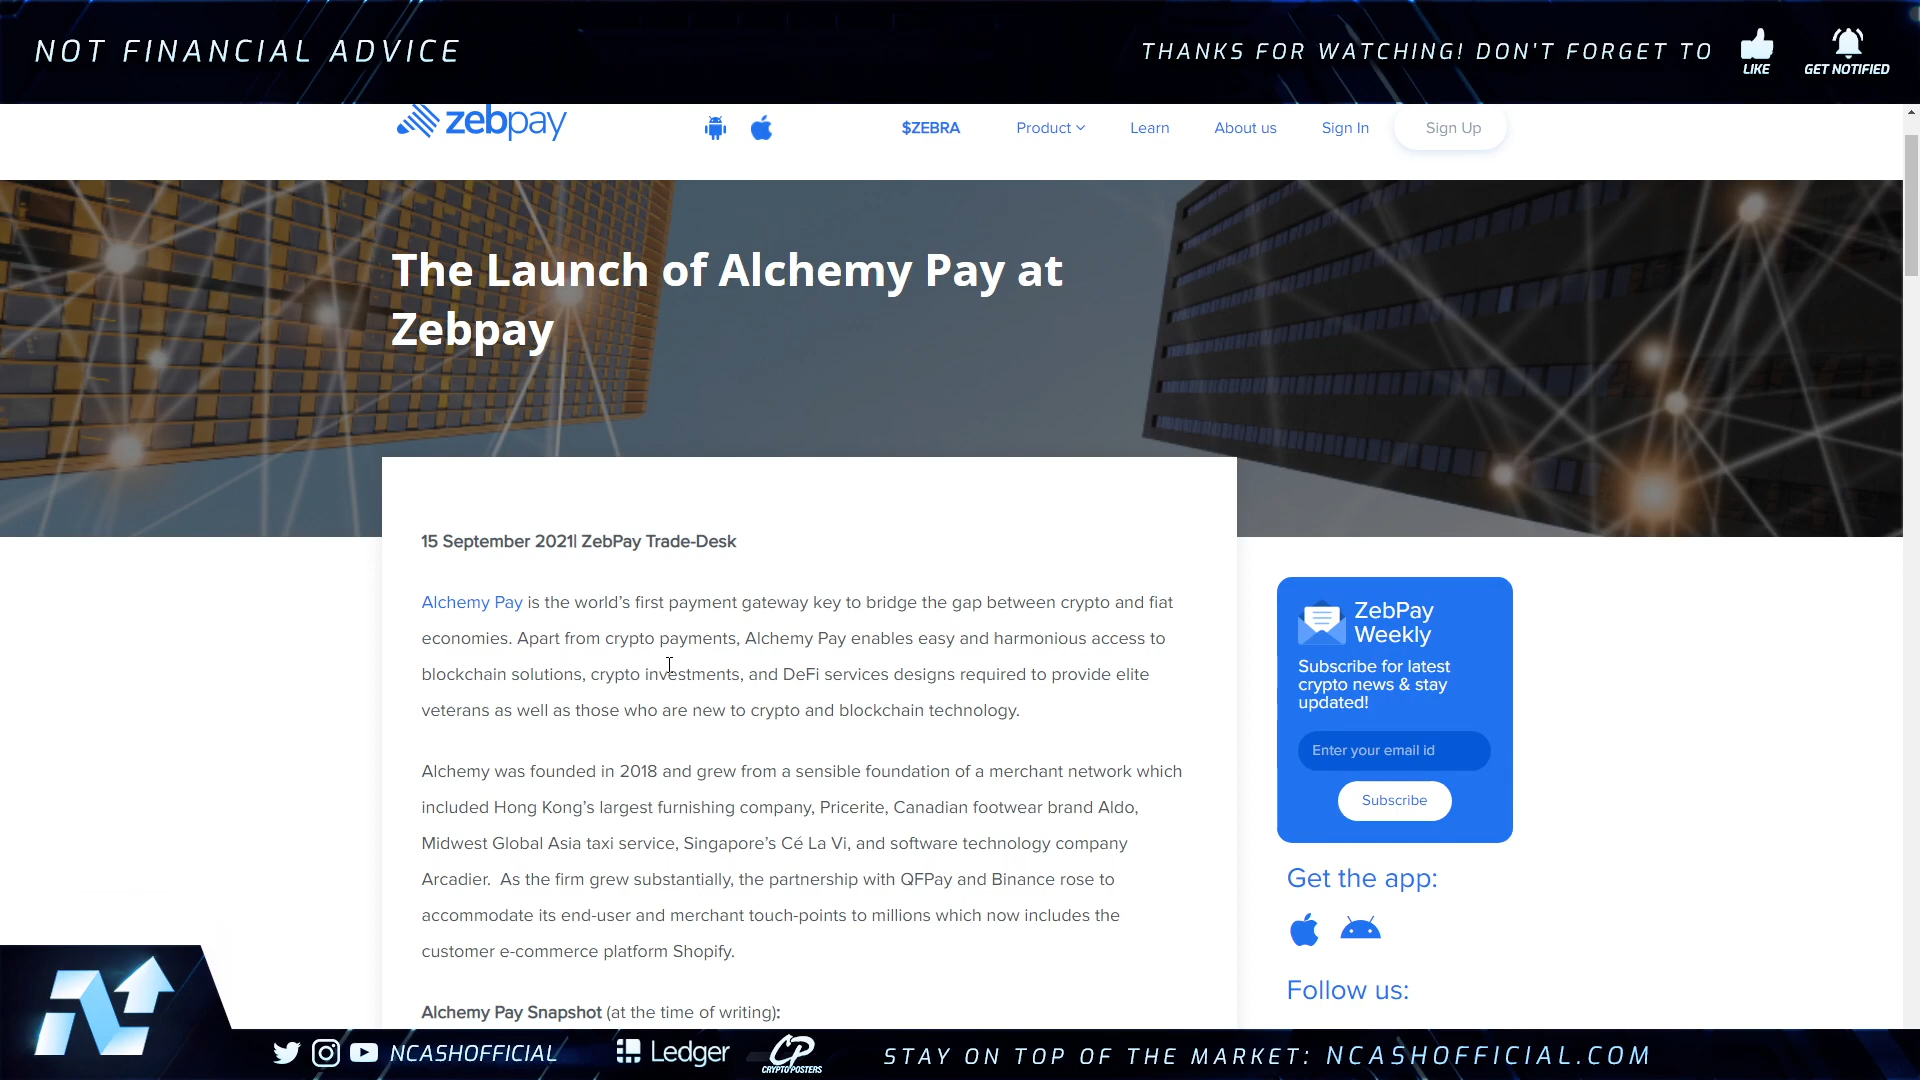 NOT FINANCIAL ADVICE
THANKS FOR WATCHING! DON'T FORGET TO
LIKE
GET NOTIFIED
zebpay
$ZEBRA
Product
Learn
About us
Sign In
Sign Up
The Launch of Alchemy Pay at
Zebpay
15 September 2021| ZebPay Trade-Desk
Alchemy Pay is the world's first payment gateway key to bridge the gap between crypto and fiat
economies. Apart from crypto payments, Alchemy Pay enables easy and harmonious access to
blockchain solutions, crypto investments, and DeFi services designs required to provide elite
veterans as well as those who are new to crypto and blockchain technology.
Alchemy was founded in 2018 and grew from a sensible foundation of a merchant network which
included Hong Kong's largest furnishing company, Pricerite, Canadian footwear brand Aldo,
Midwest Global Asia taxi service, Singapore's Cé La Vi, and software technology company
Arcadier.  As the firm grew substantially, the partnership with QFPay and Binance rose to
accommodate its end-user and merchant touch-points to millions which now includes the
customer e-commerce platform Shopify.
Alchemy Pay Snapshot (at the time of writing):
ZebPay
Weekly
Subscribe for latest
crypto news & stay
updated!
Enter your email id
Subscribe
Get the app:
Follow us:
NCASHOFFICIAL
Ledger
CP
CRYPTOPOSTERS
STAY ON TOP OF THE MARKET: NCASHOFFICIAL.COM